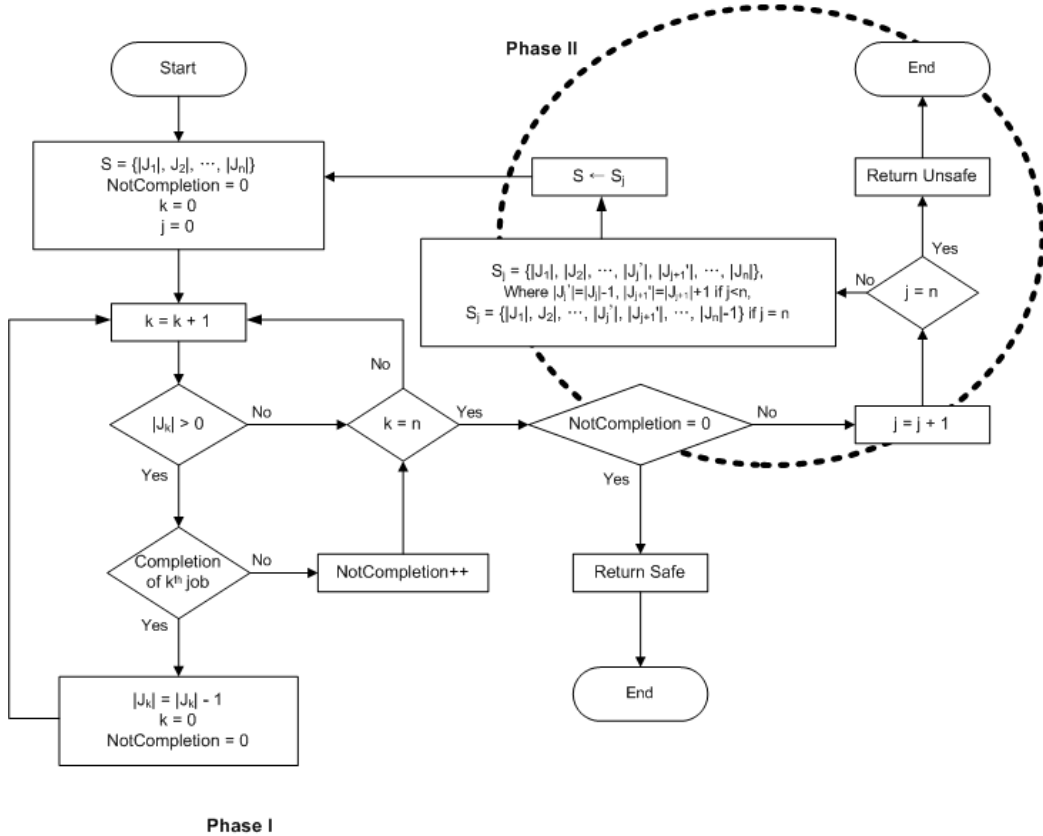 Phase II
Start
End
S = {|J₁|, J₂|, ⋯, |Jₙ|}
NotCompletion = 0
k = 0
j = 0
S ← Sⱼ
Return Unsafe
Yes
No
j = n
Sⱼ = {|J₁|, |J₂|, ⋯, |Jⱼ'|, |Jⱼ₊₁'|, ⋯, |Jₙ|},
Where |Jⱼ'|=|Jⱼ|-1, |Jⱼ₊₁'|=|Jⱼ₊₁|+1 if j<n,
Sⱼ = {|J₁|, J₂|, ⋯, |Jⱼ'|, |Jⱼ₊₁'|, ⋯, |Jₙ|-1} if j = n
k = k + 1
No
|Jₖ| > 0
No
k = n
Yes
NotCompletion = 0
No
j = j + 1
Yes
Yes
Completion
of kᵗʰ job
No
NotCompletion++
Return Safe
Yes
|Jₖ| = |Jₖ| - 1
k = 0
NotCompletion = 0
End
Phase I